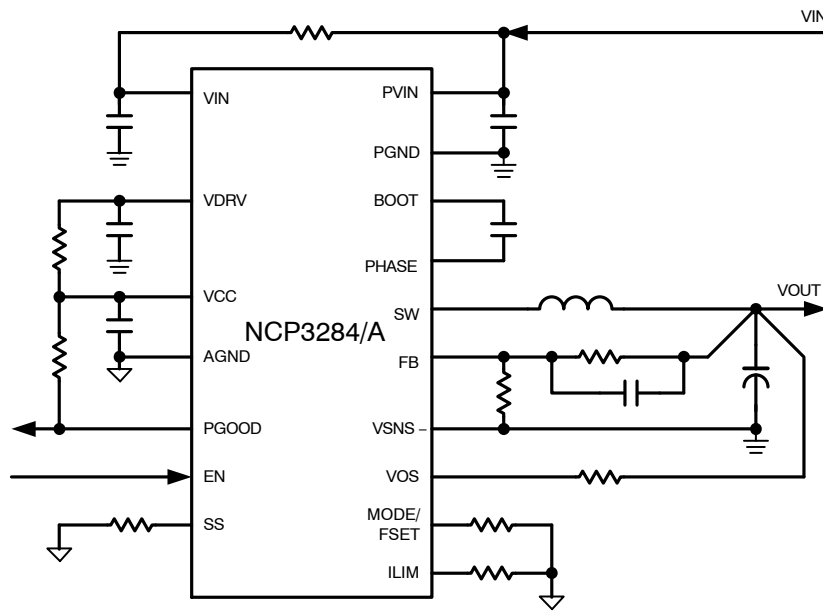 VIN
VIN
PVIN
PGND
VDRV
BOOT
PHASE
VCC
SW
VOUT
NCP3284/A
AGND
FB
PGOOD
VSNS –
EN
VOS
SS
MODE/
FSET
ILIM